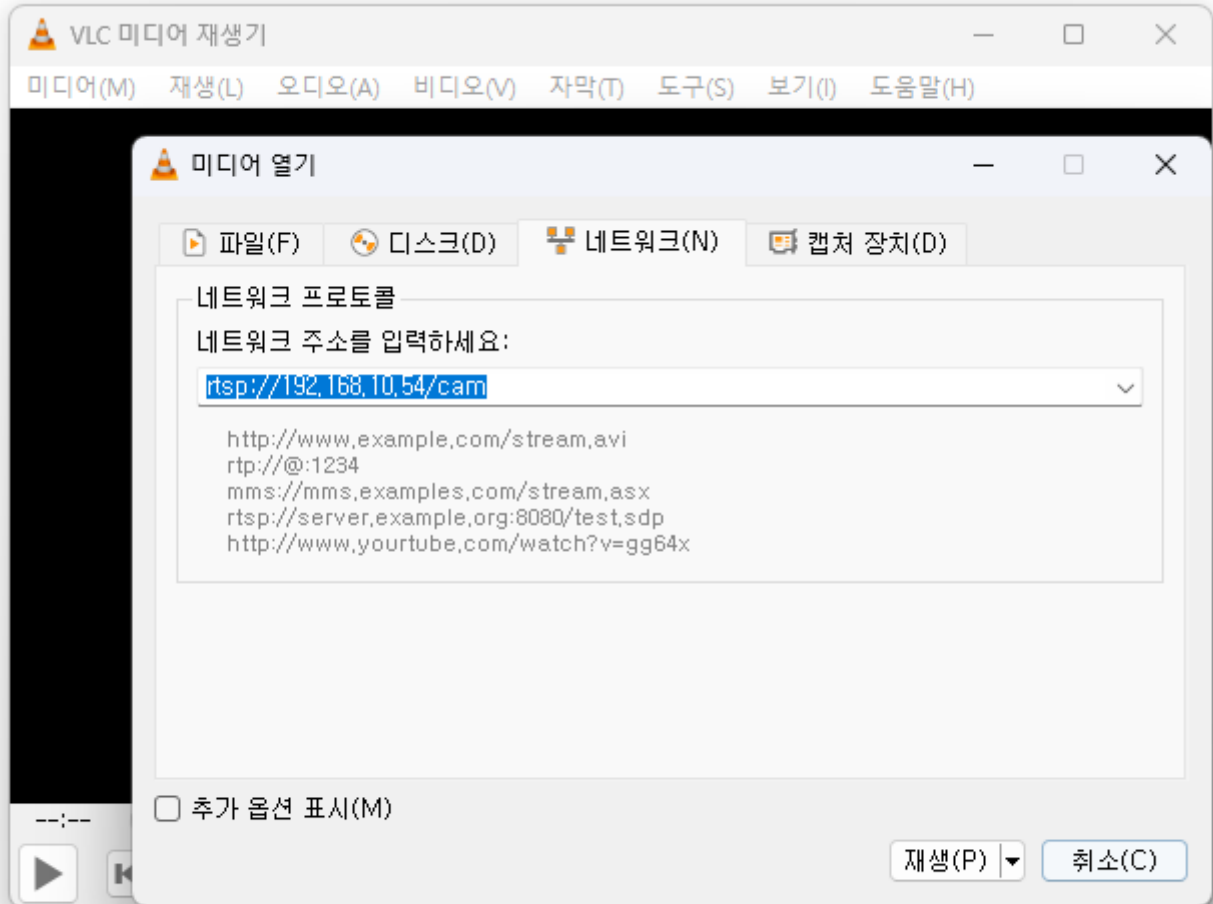 VLC 미디어 재생기
미디어(M) 재생(L) 오디오(A) 비디오(V) 자막(T) 도구(S) 보기(I) 도움말(H)
미디어 열기
파일(F) 디스크(D) 네트워크(N) 캡처 장치(D)
네트워크 프로토콜
네트워크 주소를 입력하세요:
rtsp://192.168.10.54/cam
http://www.example.com/stream.avi
rtp://@:1234
mms://mms.examples.com/stream.asx
rtsp://server.example.org:8080/test.sdp
http://www.yourtube.com/watch?v=gg64x
추가 옵션 표시(M)
--:--
재생(P) 취소(C)